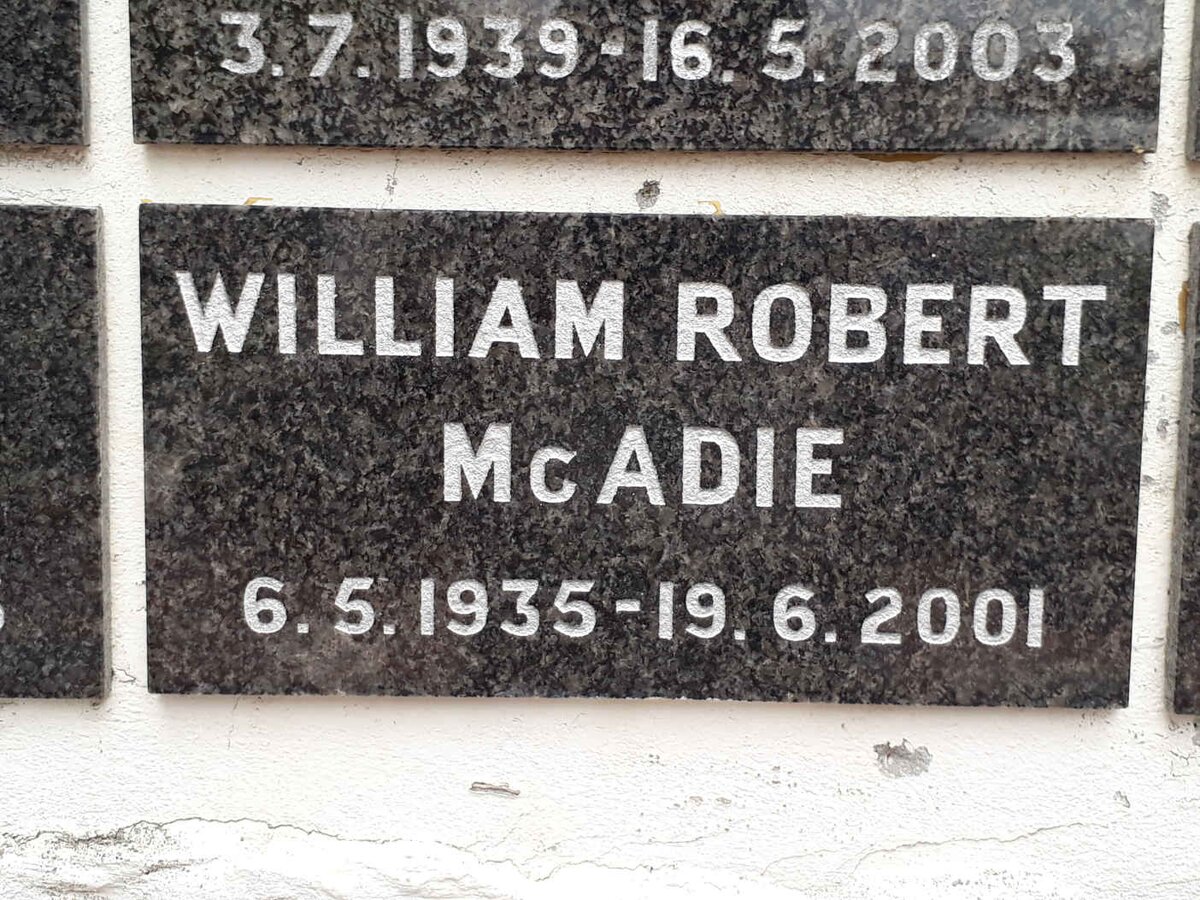 3.7.1939-16.5.2003
WILLIAM ROBERT
McADIE
6.5.1935-19.6.2001